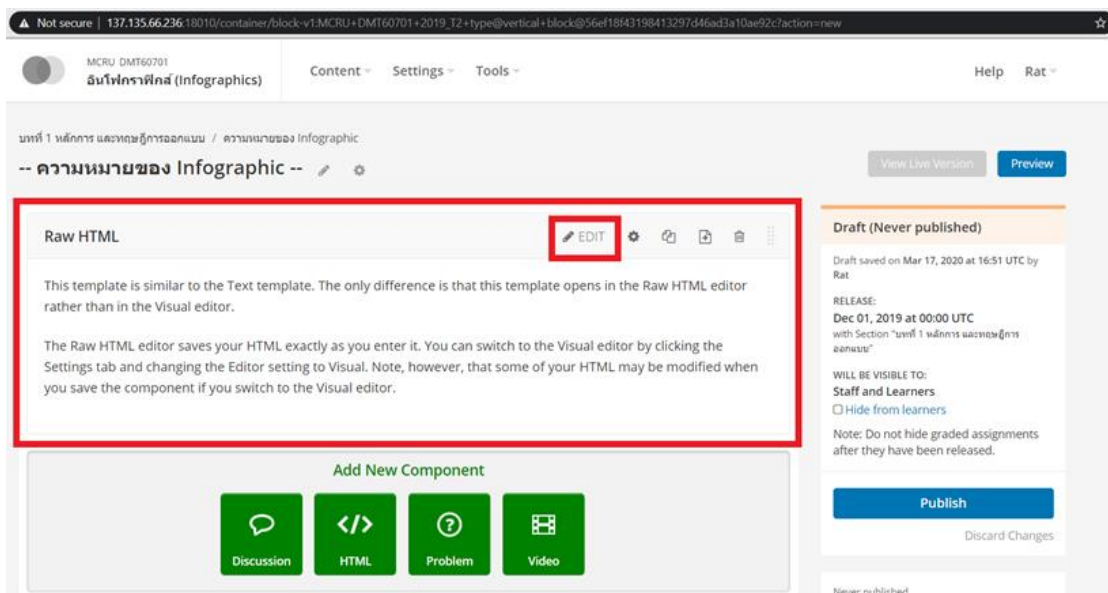 Not secure | 137.135.66.236:18010/container/block-v1:MCRU+DMT60701+2019_T2+type@vertical+block@56ef18f43198413297d46ad3a10ae92c?action=new
MCRU DMT60701
อินโฟกราฟิกส์ (Infographics)
Content
Settings
Tools
Help
Rat
บทที่ 1 หลักการ และทฤษฎีการออกแบบ / ความหมายของ Infographic
-- ความหมายของ Infographic --
View Live Version
Preview
Raw HTML
EDIT
This template is similar to the Text template. The only difference is that this template opens in the Raw HTML editor
rather than in the Visual editor.
The Raw HTML editor saves your HTML exactly as you enter it. You can switch to the Visual editor by clicking the
Settings tab and changing the Editor setting to Visual. Note, however, that some of your HTML may be modified when
you save the component if you switch to the Visual editor.
Add New Component
Discussion
HTML
Problem
Video
Draft (Never published)
Draft saved on Mar 17, 2020 at 16:51 UTC by
Rat
RELEASE:
Dec 01, 2019 at 00:00 UTC
with Section "บทที่ 1 หลักการ และทฤษฎีการ
ออกแบบ"
WILL BE VISIBLE TO:
Staff and Learners
Hide from learners
Note: Do not hide graded assignments
after they have been released.
Publish
Discard Changes
Never published